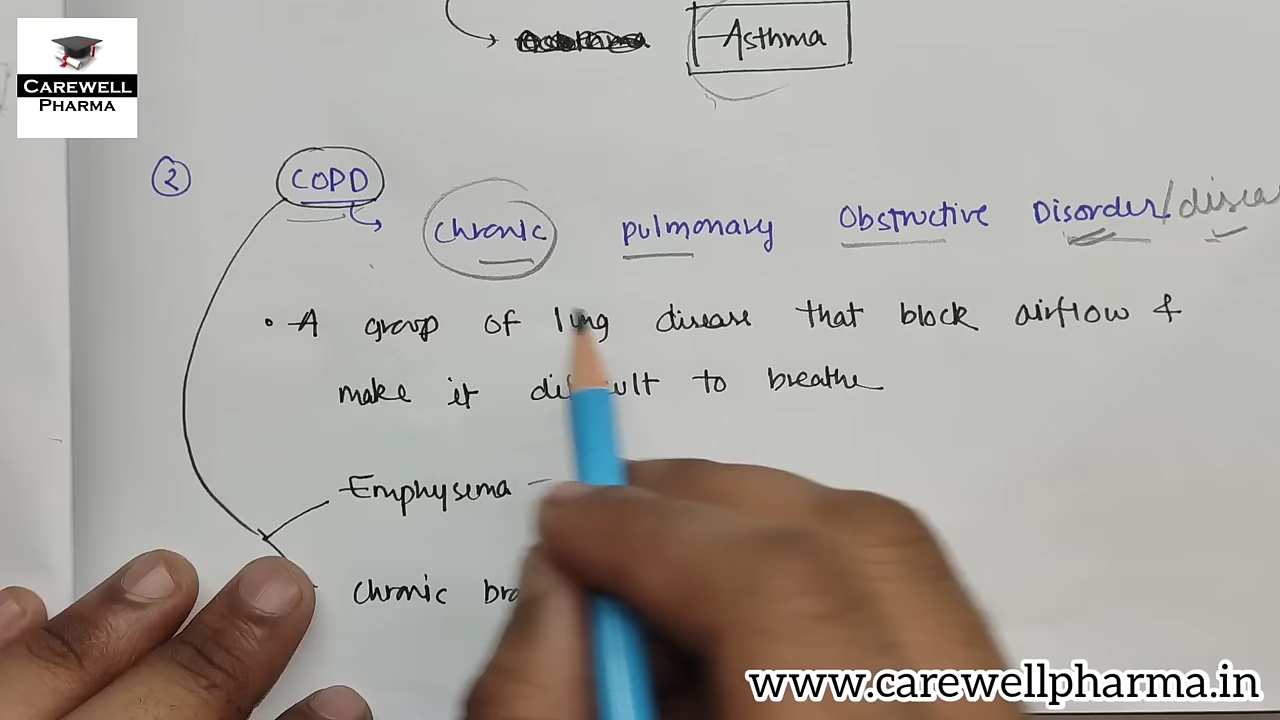 Asthma
CAREWELL
PHARMA
② COPD
Chronic pulmonary Obstructive Disorder/
• A group of lung disease that block airflow &
make it difficult to breathe
Emphysema
Chronic
www.carewellpharma.in